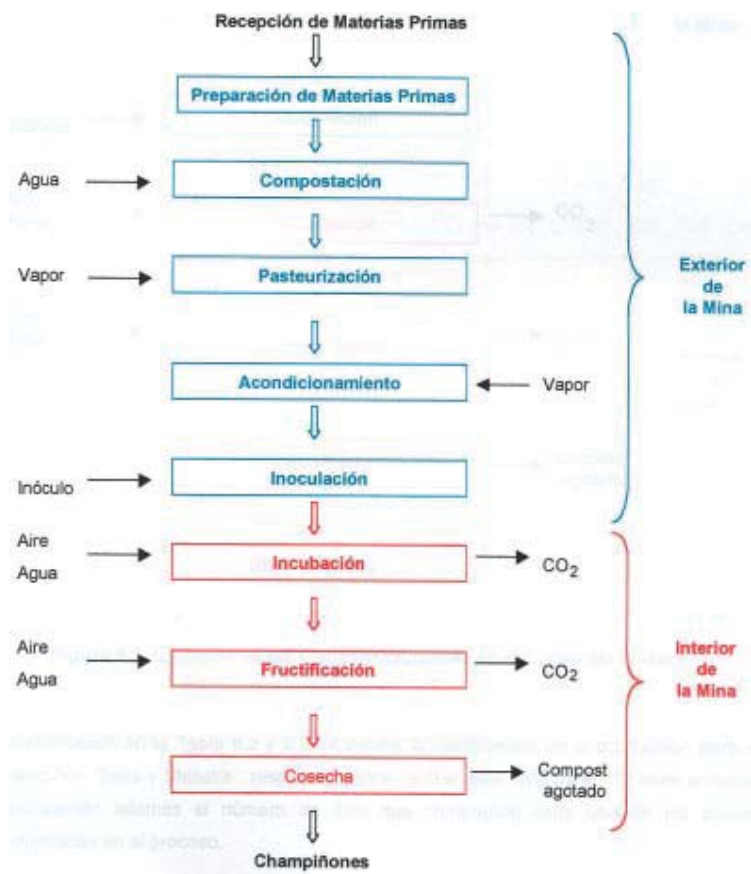 Recepción de Materias Primas
Preparación de Materias Primas
Agua
Compostación
Vapor
Pasteurización
Exterior
de
la Mina
Acondicionamiento
Vapor
Inóculo
Inoculación
Aire
Agua
Incubación
CO2
Aire
Agua
Fructificación
CO2
Interior
de
la Mina
Cosecha
Compost
agotado
Champiñones